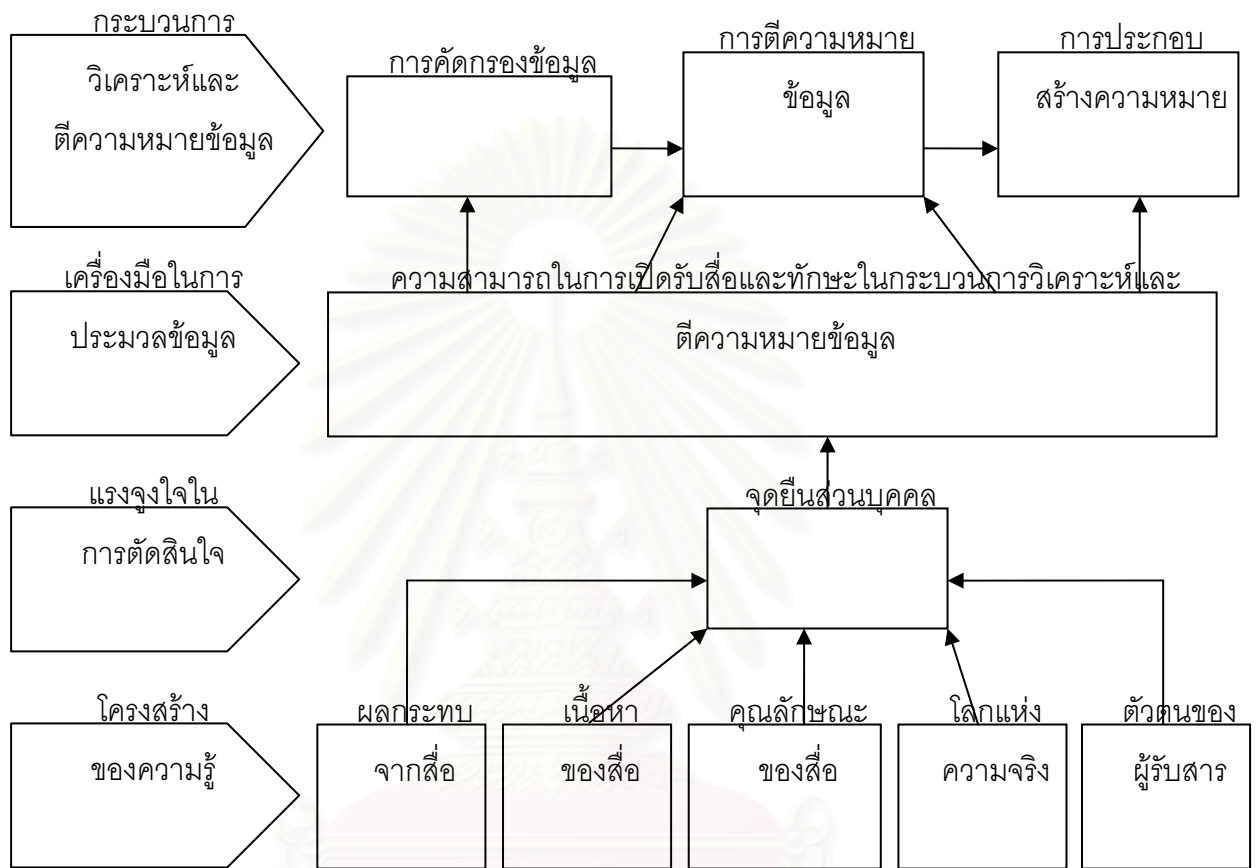 กระบวนการ
วิเคราะห์และ
ตีความหมายข้อมูล
การคัดกรองข้อมูล
การตีความหมาย
ข้อมูล
การประกอบ
สร้างความหมาย
เครื่องมือในการ
ประมวลข้อมูล
ความสามารถในการเปิดรับสื่อและทักษะในกระบวนการวิเคราะห์และ
ตีความหมายข้อมูล
แรงจูงใจใน
การตัดสินใจ
จุดยืนส่วนบุคคล
โครงสร้าง
ของความรู้
ผลกระทบ
จากสื่อ
เนื้อหา
ของสื่อ
คุณลักษณะ
ของสื่อ
โลกแห่ง
ความจริง
ตัวตนของ
ผู้รับสาร